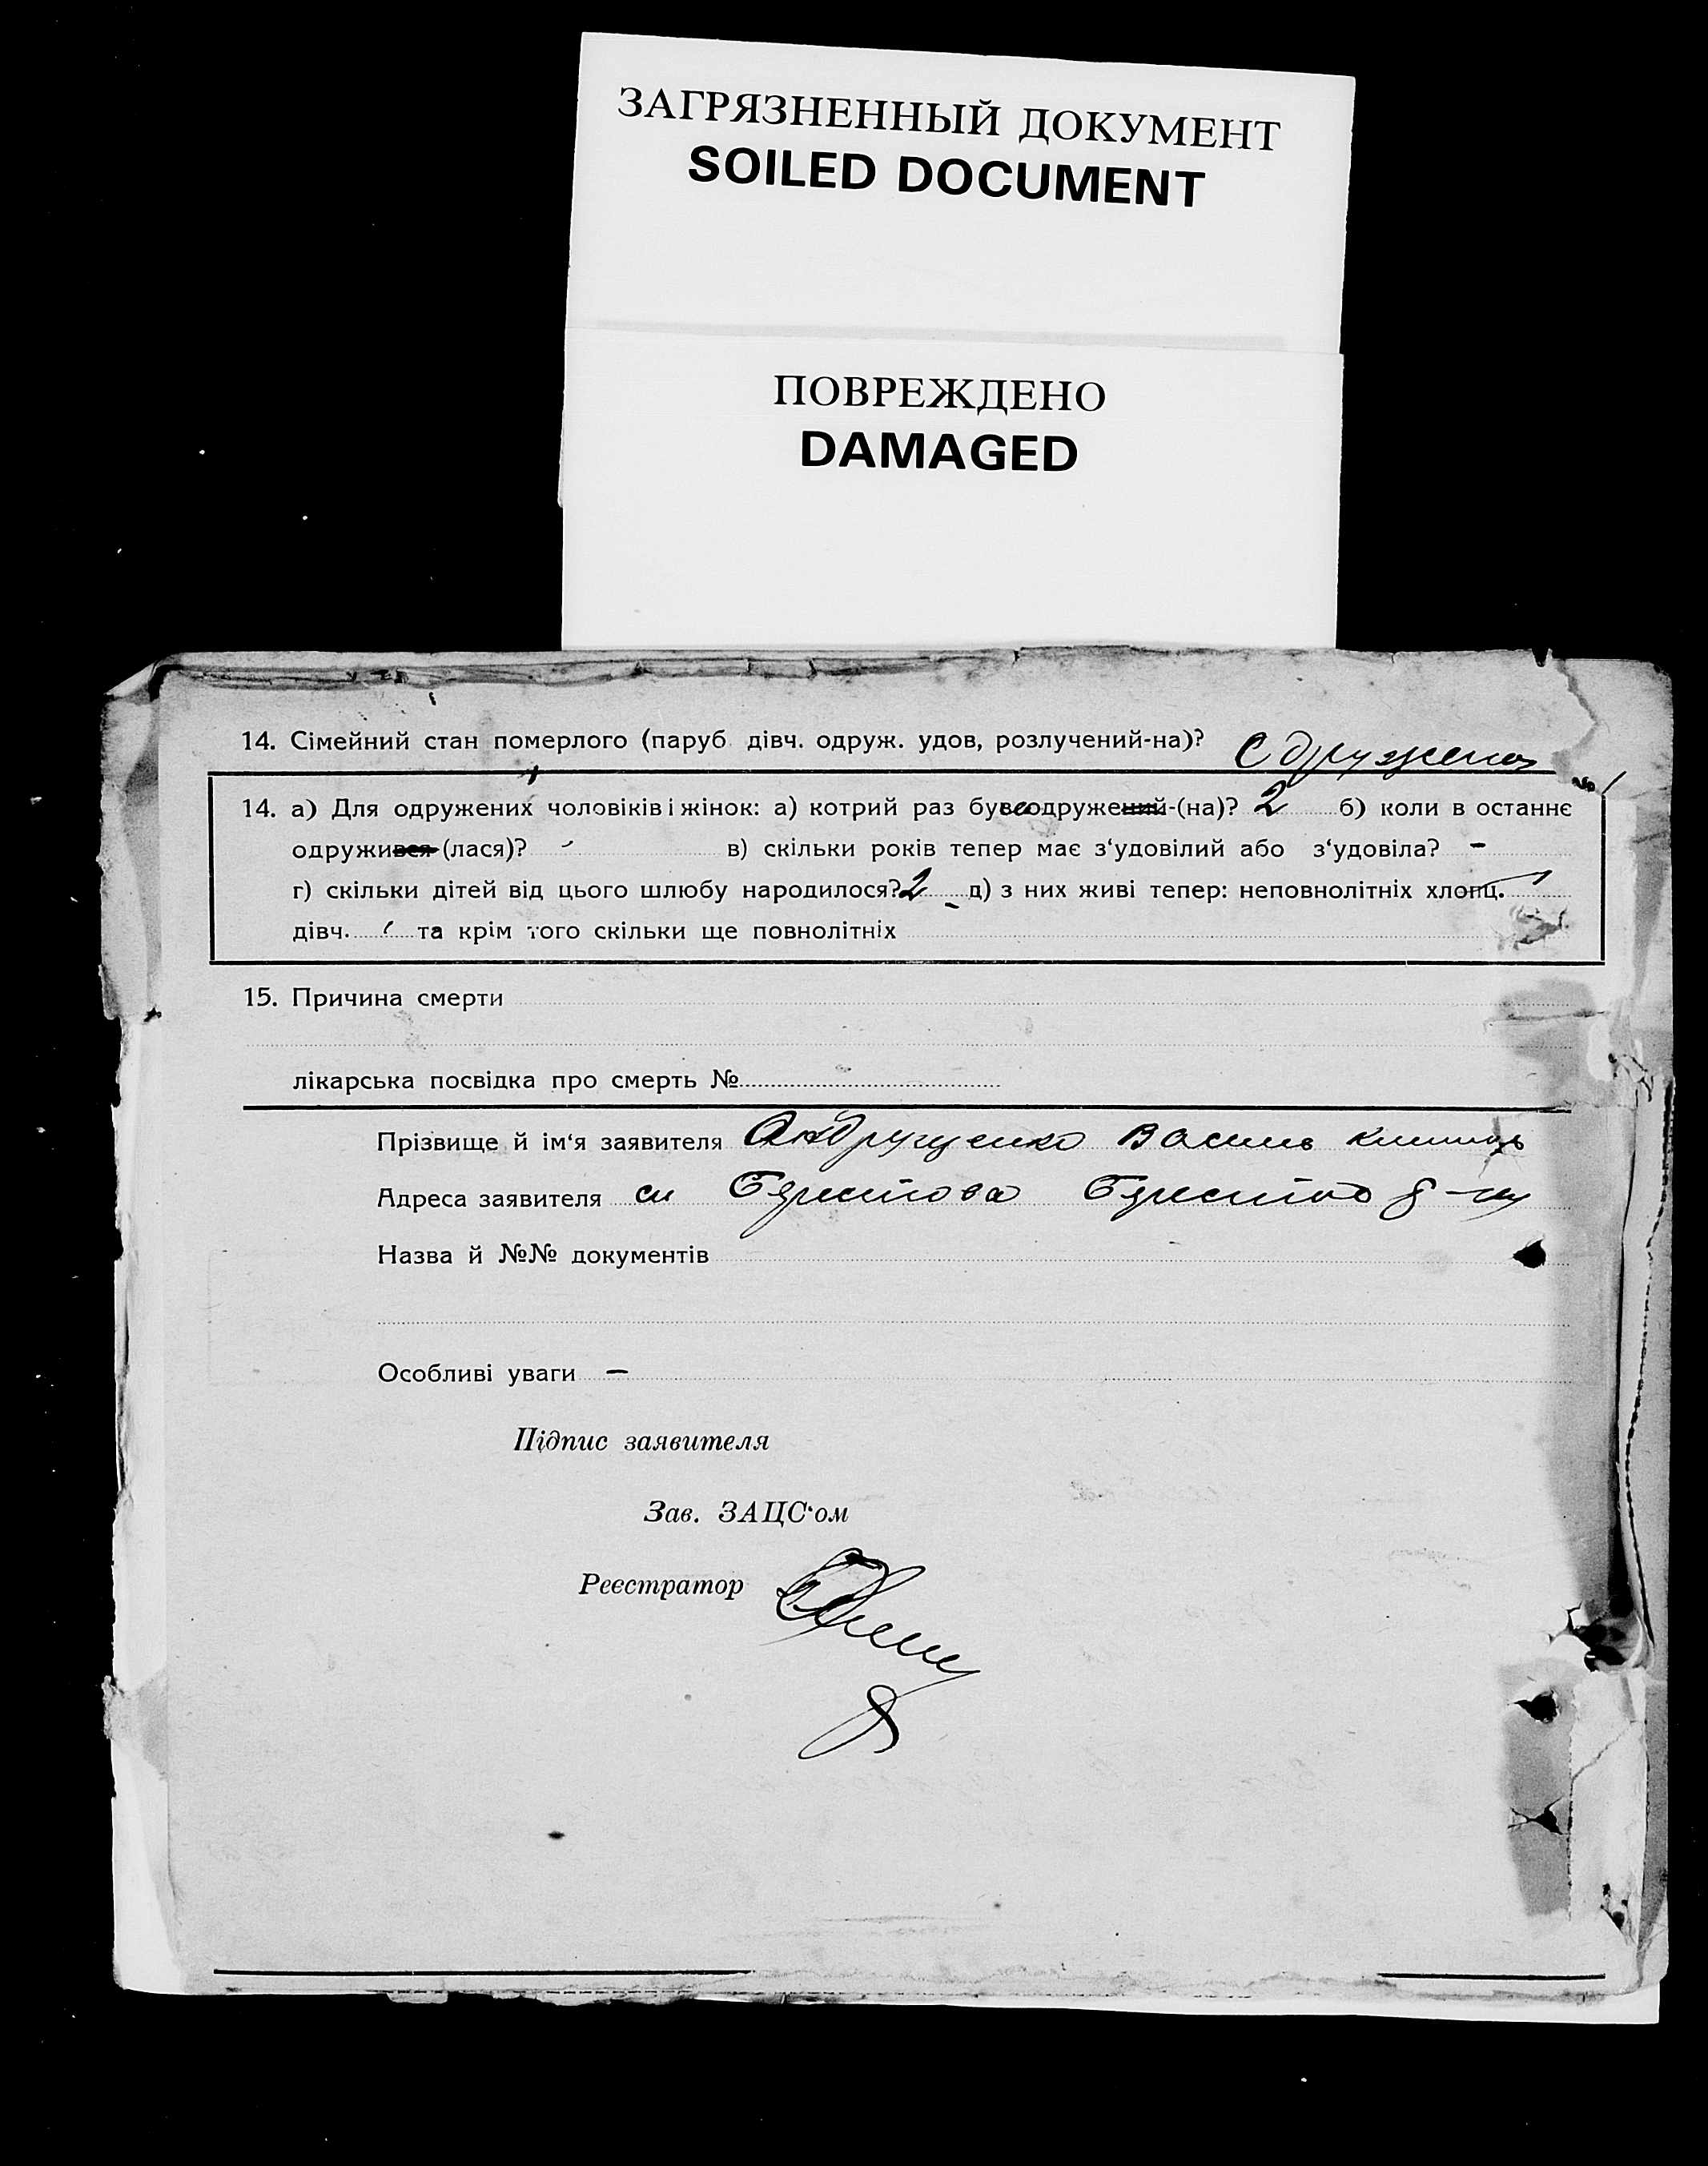 ЗАГРЯЗНЕННЫЙ ДОКУМЕНТ
SOILED DOCUMENT
ПОВРЕЖДЕНО
DAMAGED
14. Сімейний стан померлого (паруб. дівч. одруж. удов, розлучений-на)? Одружена
14. а) Для одружених чоловіків і жінок: а) котрий раз був одружений-(на)? 2 б) коли в останнє
одружився-(лася)? в) скільки років тепер має з‘удовілий або з‘удовіла? -
г) скільки дітей від цього шлюбу народилося? 2 д) з них живі тепер: неповнолітніх хлопц.
дівч. та крім того скільки ще повнолітніх
15. Причина смерти
лікарська посвідка про смерть №
Прізвище й ім‘я заявителя Андрущенко Василь
Адреса заявителя
Назва й №№ документів
Особливі уваги —
Підпис заявителя
Зав. ЗАЦС‘ом
Реєстратор